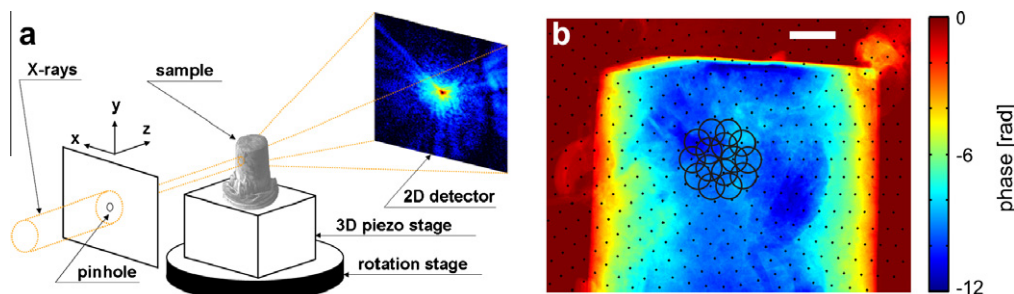 a
X-rays
sample
y
x
z
2D detector
3D piezo stage
pinhole
rotation stage
b
0
-6
-12
phase [rad]